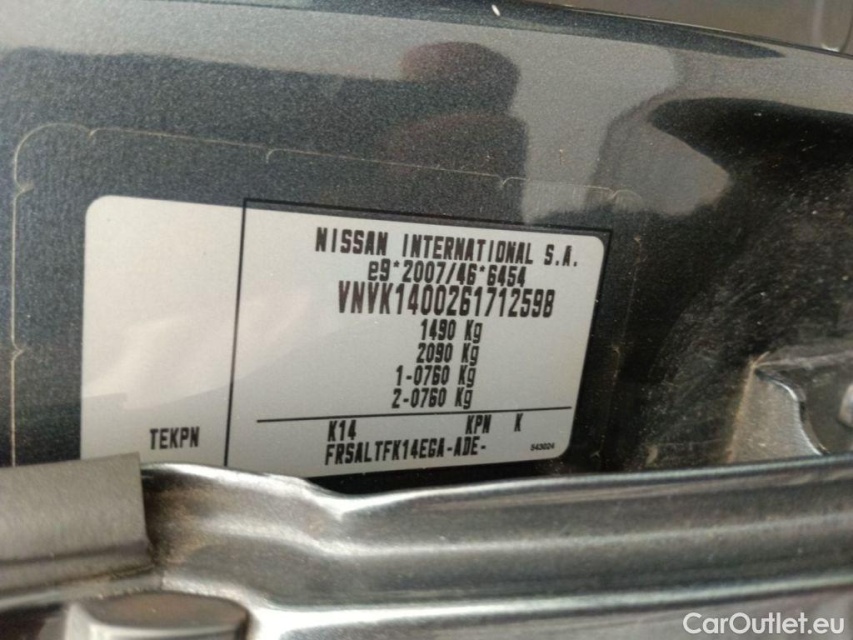 NISSAN INTERNATIONAL S.A.
e9*2007/46*6454
VNVK1400261712598
1490 Kg
2090 Kg
1-0760 Kg
2-0760 Kg
TEKPN
K14 KPN K
FRSALTFK14EGA-ADE-
543024
CarOutlet.eu